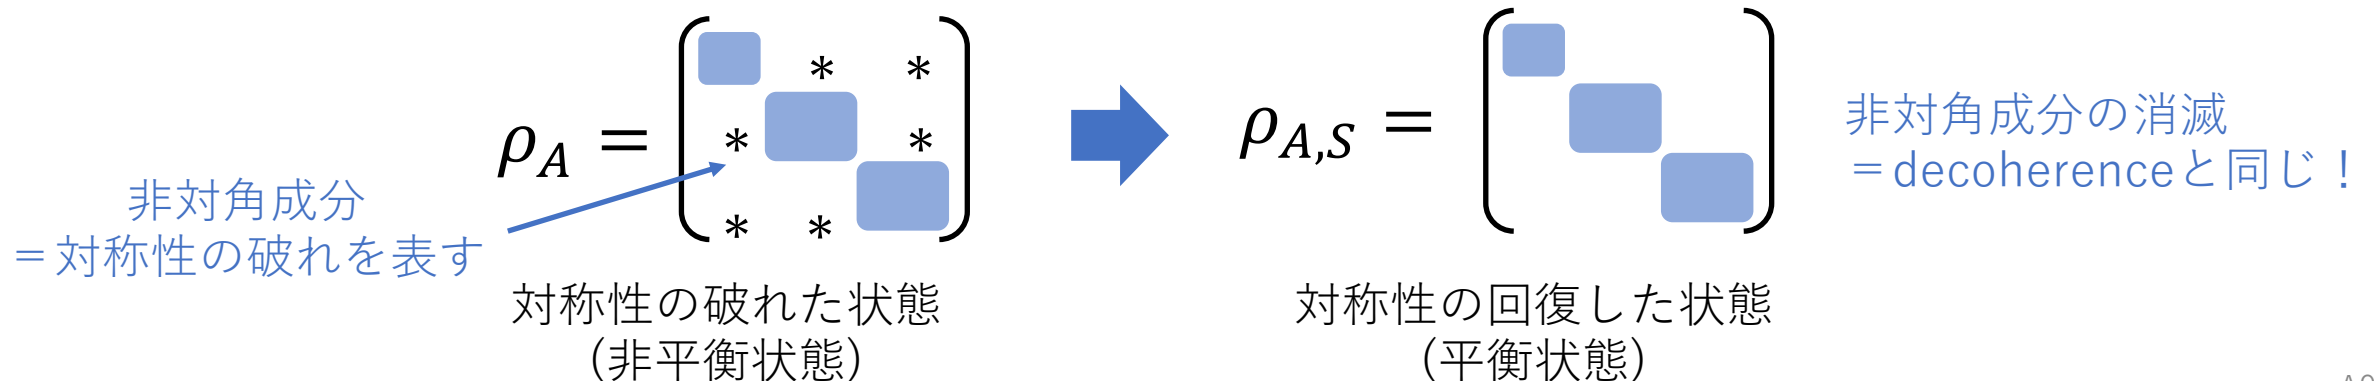 ρ_A =
* *
* *
* *
非対角成分
＝対称性の破れを表す
対称性の破れた状態
（非平衡状態）
ρ_{A,S} =
対称性の回復した状態
（平衡状態）
非対角成分の消滅
＝decoherenceと同じ！